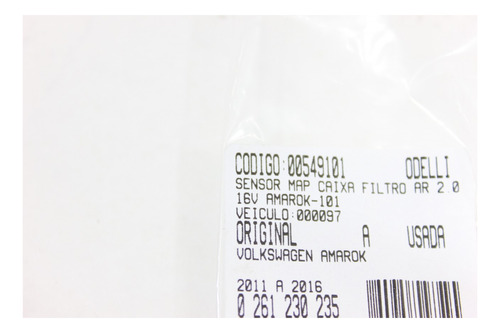 CODIGO:00549101 ODELLI
SENSOR MAP CAIXA FILTRO AR 2.0
16V AMAROK-101
VEICULO:000097
ORIGINAL A USADA
VOLKSWAGEN AMAROK
2011 A 2016
0 261 230 235